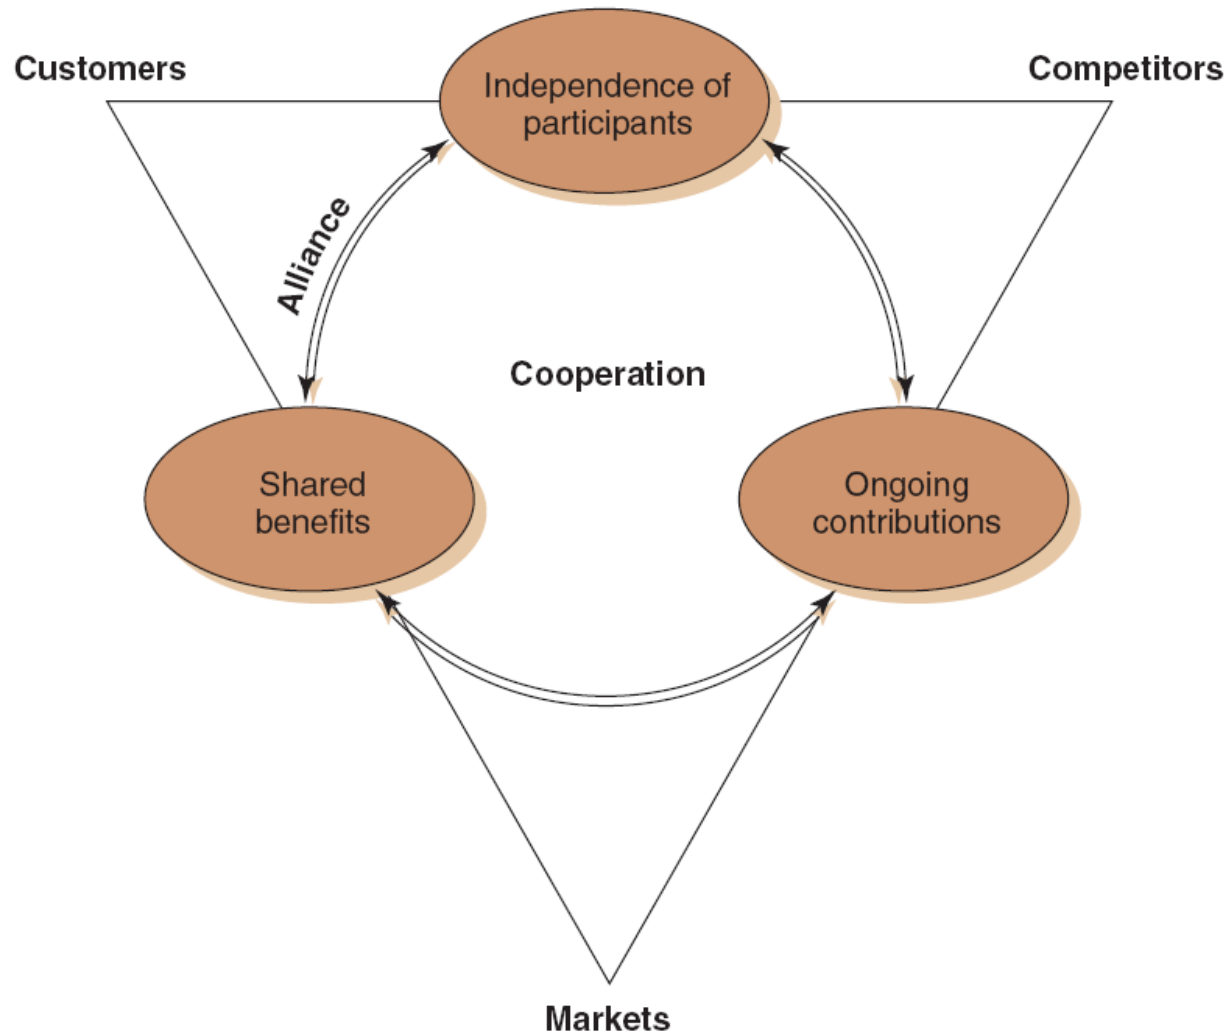 Customers
Competitors
Independence of
participants
Alliance
Cooperation
Shared
benefits
Ongoing
contributions
Markets